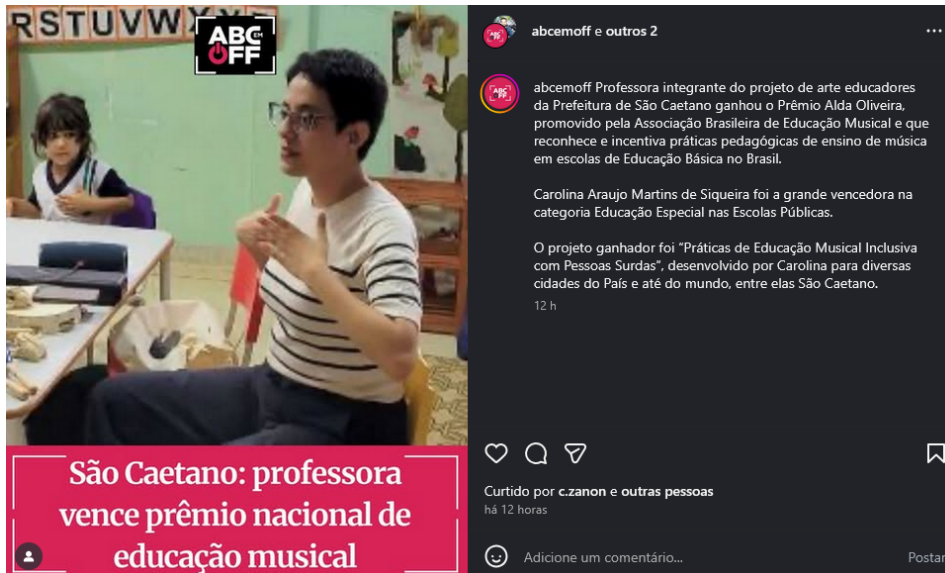 RSTUVWX
ABC
EM
OFF
São Caetano: professora
vence prêmio nacional de
educação musical
abcemoff e outros 2
ABC
OFF
abcemoff Professora integrante do projeto de arte educadores
da Prefeitura de São Caetano ganhou o Prêmio Alda Oliveira,
promovido pela Associação Brasileira de Educação Musical e que
reconhece e incentiva práticas pedagógicas de ensino de música
em escolas de Educação Básica no Brasil.
Carolina Araujo Martins de Siqueira foi a grande vencedora na
categoria Educação Especial nas Escolas Públicas.
O projeto ganhador foi “Práticas de Educação Musical Inclusiva
com Pessoas Surdas”, desenvolvido por Carolina para diversas
cidades do País e até do mundo, entre elas São Caetano.
12 h
Curtido por c.zanon e outras pessoas
há 12 horas
Adicione um comentário...
Postar